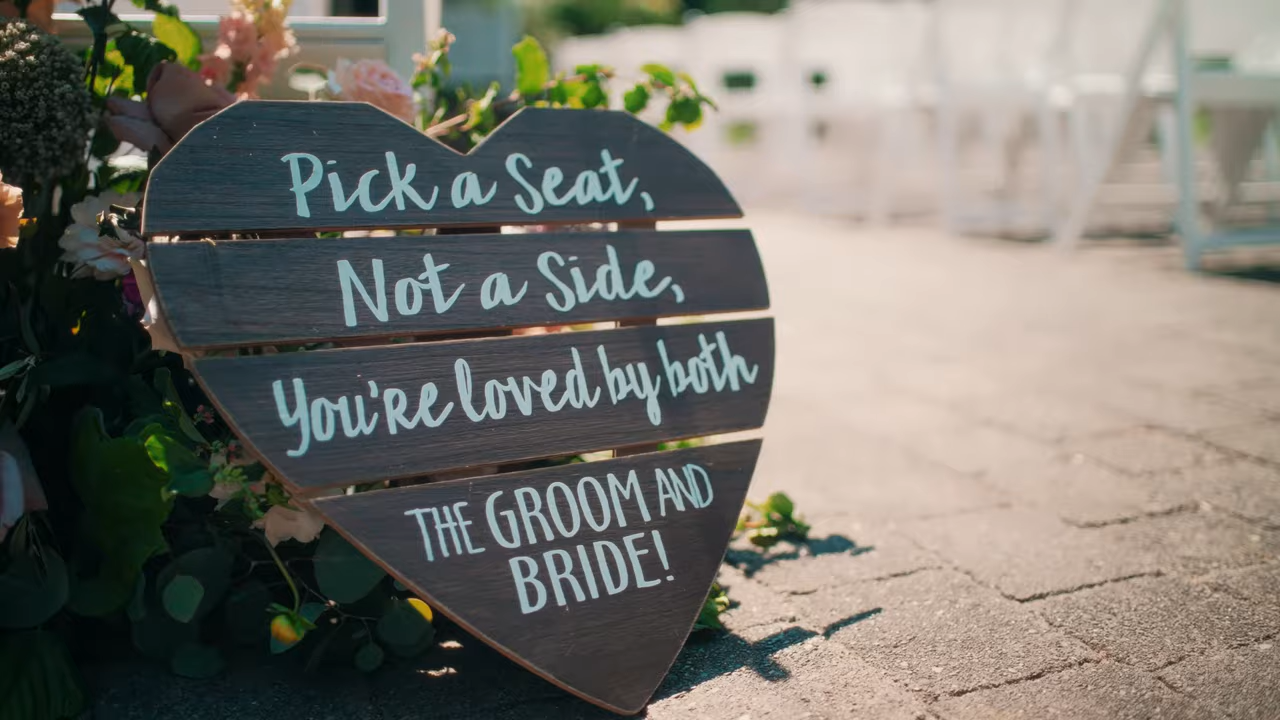 Pick a Seat,
Not a Side,
You're loved by both
THE GROOM AND
BRIDE!